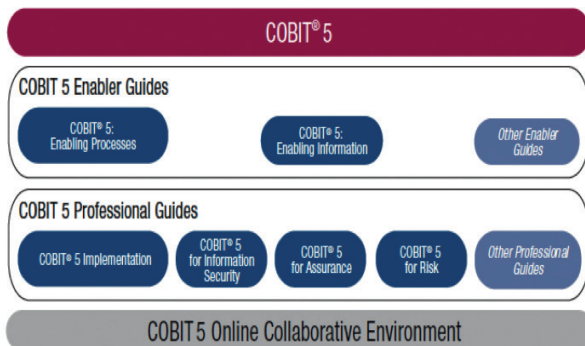 COBIT® 5
COBIT 5 Enabler Guides
COBIT® 5:
Enabling Processes
COBIT® 5:
Enabling Information
Other Enabler
Guides
COBIT 5 Professional Guides
COBIT® 5 Implementation
COBIT® 5
for Information
Security
COBIT® 5
for Assurance
COBIT® 5
for Risk
Other Professional
Guides
COBIT 5 Online Collaborative Environment